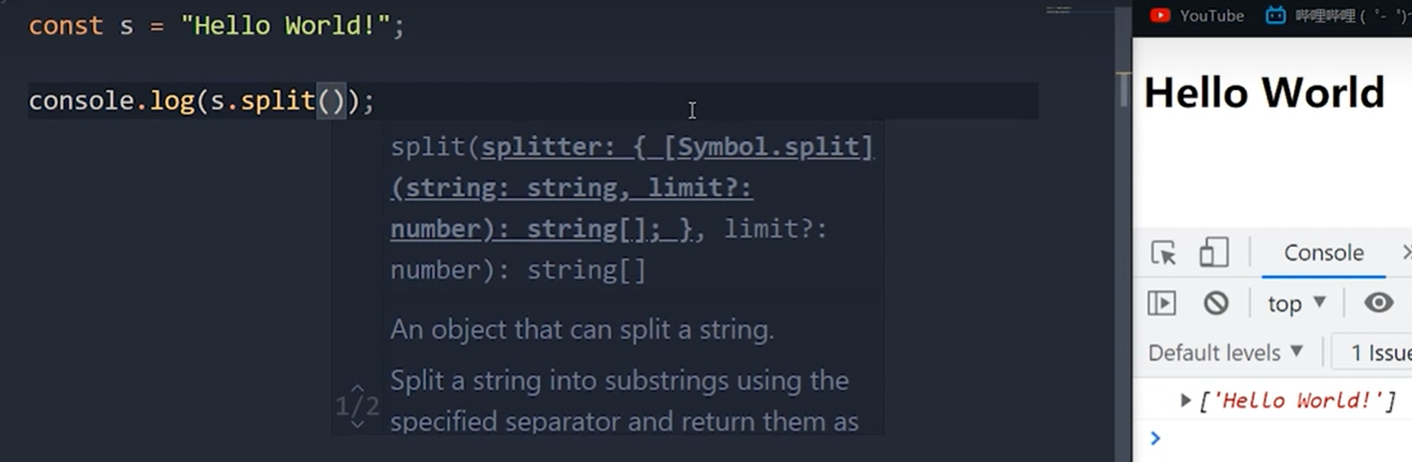 const s = "Hello World!";
console.log(s.split());
split(splitter: { [Symbol.split]
(string: string, limit?:
number): string[]; }, limit?:
number): string[]
An object that can split a string.
1/2
Split a string into substrings using the
specified separator and return them as
YouTube
哔哩哔哩 ( ゜- ゜)
Hello World
Console
top
Default levels
1 Issue
['Hello World!']